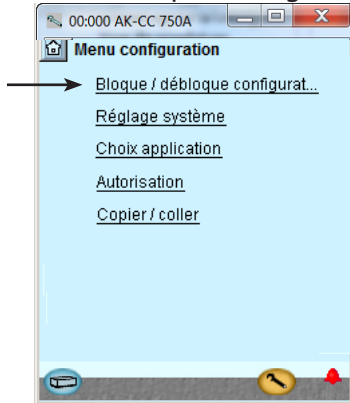 00:000 AK-CC 750A
Menu configuration
Bloque / débloque configurat...
Réglage système
Choix application
Autorisation
Copier / coller